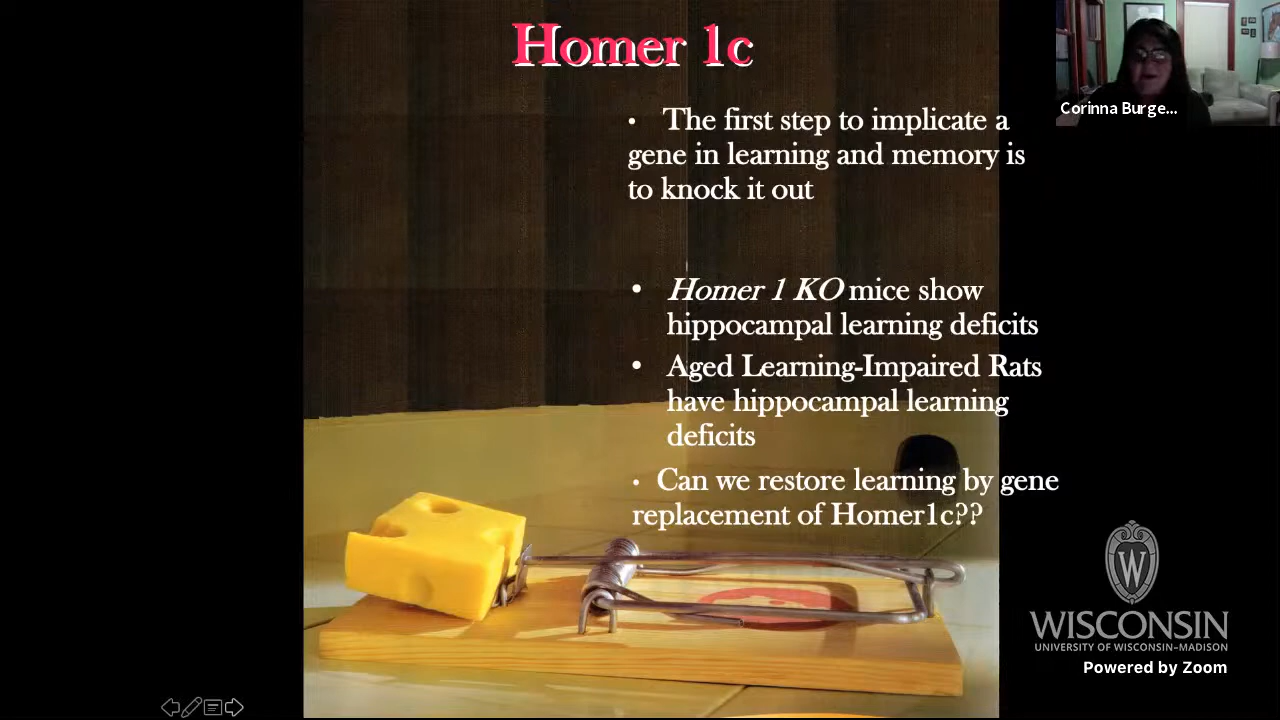 Homer 1c
• The first step to implicate a
gene in learning and memory is
to knock it out
• Homer 1 KO mice show
hippocampal learning deficits
• Aged Learning-Impaired Rats
have hippocampal learning
deficits
• Can we restore learning by gene
replacement of Homer1c??
Corinna Burge...
W
WISCONSIN
UNIVERSITY OF WISCONSIN–MADISON
Powered by Zoom